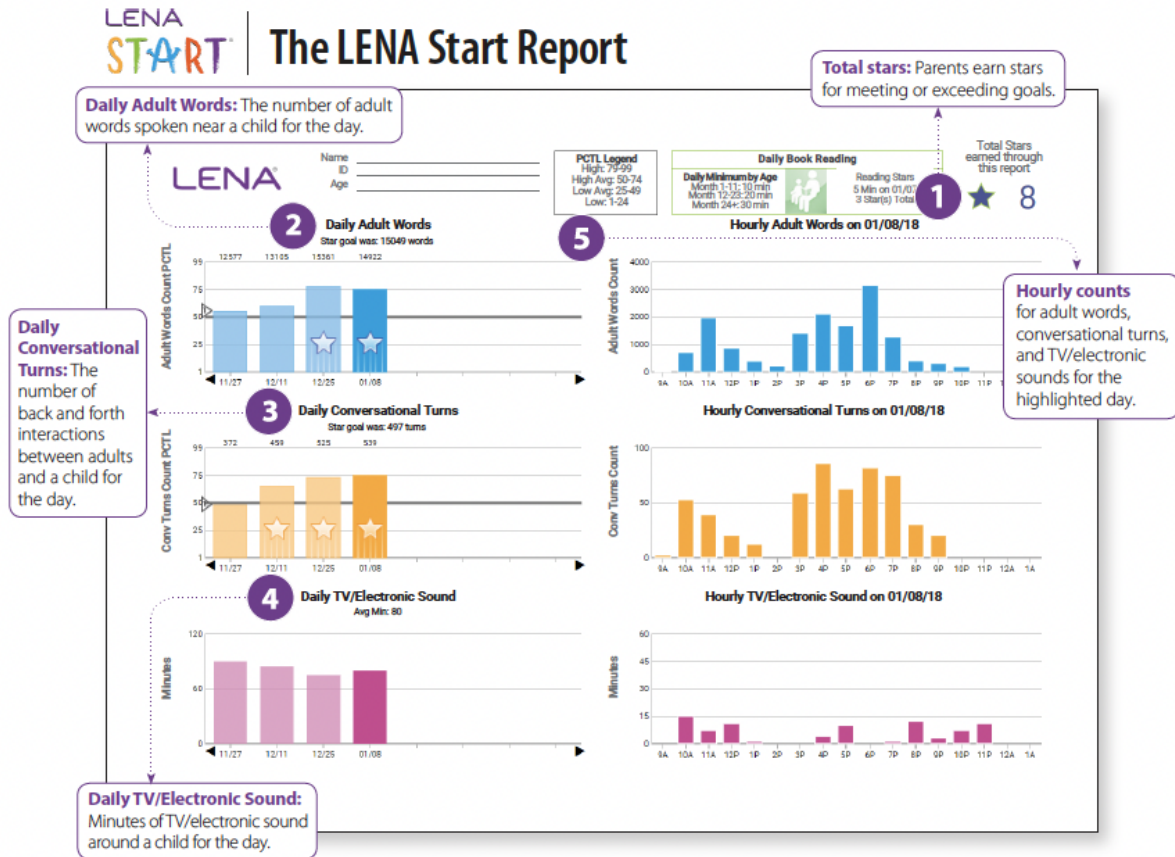 LENA
START
The LENA Start Report
Total stars: Parents earn stars
for meeting or exceeding goals.
Daily Adult Words: The number of adult
words spoken near a child for the day.
LENA
Name
ID
Age
PCTL Legend
High: 79-99
High Avg: 50-74
Low Avg: 25-49
Low: 1-24
Daily Book Reading
Daily Minimum by Age
Month 1-11: 10 min
Month 12-23: 20 min
Month 24+: 30 min
Reading Stars
5 Min on 01/0
3 Star(s) Total
1
Total Stars
earned through
this report
8
2
Daily Adult Words
Star goal was: 15049 words
12577 13105 15361 14922
Adult Words Count PCTL
99
75
50
25
1
11/27 12/11 12/25 01/08
5
Hourly Adult Words on 01/08/18
Adult Words Count
4000
3000
2000
1000
0
9A 10A 11A 12P 1P 2P 3P 4P 5P 6P 7P 8P 9P 10P 11P
Hourly counts
for adult words,
conversational turns,
and TV/electronic
sounds for the
highlighted day.
Daily
Conversational
Turns: The
number of
back and forth
interactions
between adults
and a child for
the day.
3
Daily Conversational Turns
Star goal was: 497 turns
372 459 525 539
Conv Turns Count PCTL
99
75
50
25
1
11/27 12/11 12/25 01/08
Hourly Conversational Turns on 01/08/18
Conv Turns Count
100
50
0
9A 10A 11A 12P 1P 2P 3P 4P 5P 6P 7P 8P 9P 10P 11P 12A 1A
4
Daily TV/Electronic Sound
Avg Min: 80
Minutes
120
60
0
11/27 12/11 12/25 01/08
Hourly TV/Electronic Sound on 01/08/18
Minutes
60
45
30
15
0
9A 10A 11A 12P 1P 2P 3P 4P 5P 6P 7P 8P 9P 10P 11P 12A 1A
Daily TV/Electronic Sound:
Minutes of TV/electronic sound
around a child for the day.